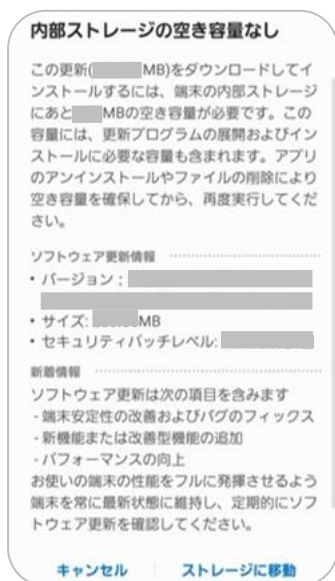 内部ストレージの空き容量なし
この更新( MB)をダウンロードしてイ
ンストールするには、端末の内部ストレージ
にあと MBの空き容量が必要です。この
容量には、更新プログラムの展開およびイン
ストールに必要な容量も含まれます。アプリ
のアンインストールやファイルの削除により
空き容量を確保してから、再度実行してくだ
さい。
ソフトウェア更新情報
・バージョン：
・サイズ: MB
・セキュリティパッチレベル:
新着情報
ソフトウェア更新は次の項目を含みます
- 端末安定性の改善およびバグのフィックス
- 新機能または改善型機能の追加
- パフォーマンスの向上
お使いの端末の性能をフルに発揮させるよう
端末を常に最新状態に維持し、定期的にソフ
トウェア更新を確認してください。
キャンセル ストレージに移動